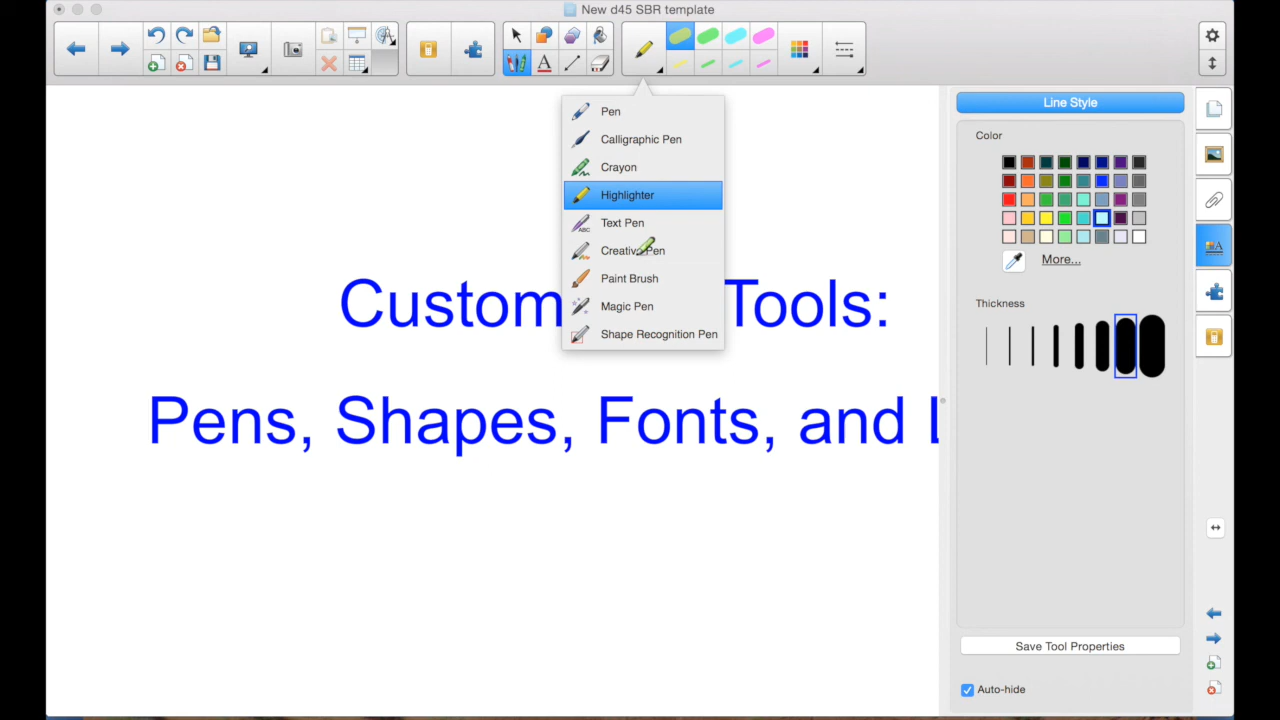 New d45 SBR template
Pen
Calligraphic Pen
Crayon
Highlighter
Text Pen
ABC
Creative Pen
Paint Brush
Magic Pen
Shape Recognition Pen
Custom Tools:
Pens, Shapes, Fonts, and
Line Style
Color
More...
Thickness
Save Tool Properties
Auto-hide